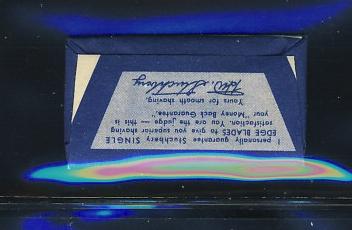 I personally guarantee
Stuchbery SINGLE
EDGE BLADES to give you superior shaving
satisfaction. You are the judge — this is
your "Money Back Guarantee."
Yours for smooth shaving,
Stuchbery